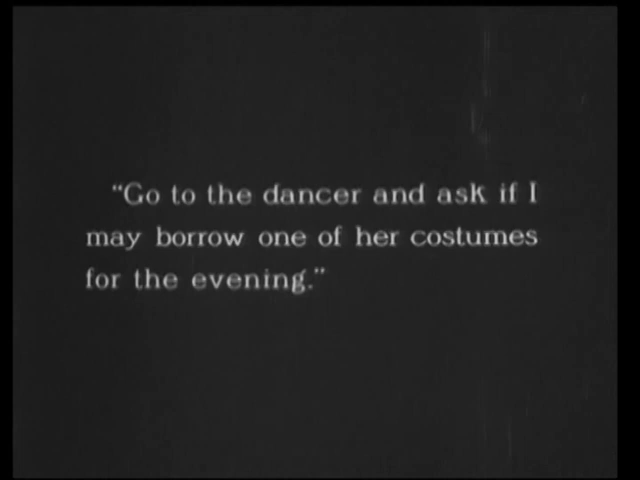 “Go to the dancer and ask if I
may borrow one of her costumes
for the evening.”